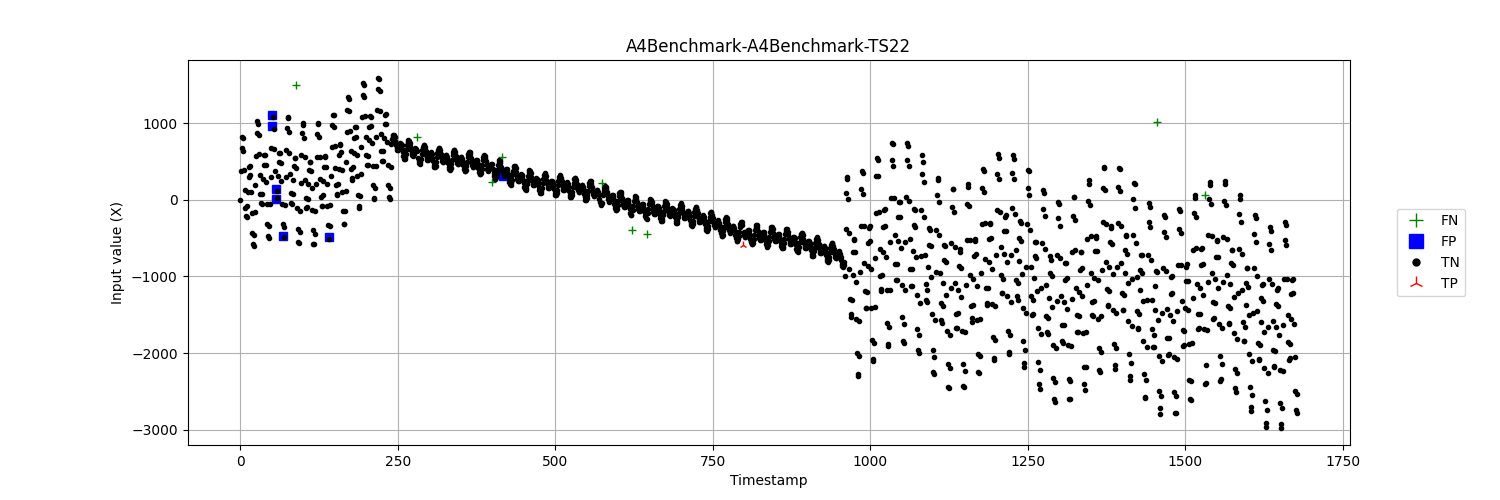 A4Benchmark-A4Benchmark-TS22
Input value (X)
1000
0
−1000
−2000
−3000
0 250 500 750 1000 1250 1500 1750
Timestamp
FN
FP
TN
TP